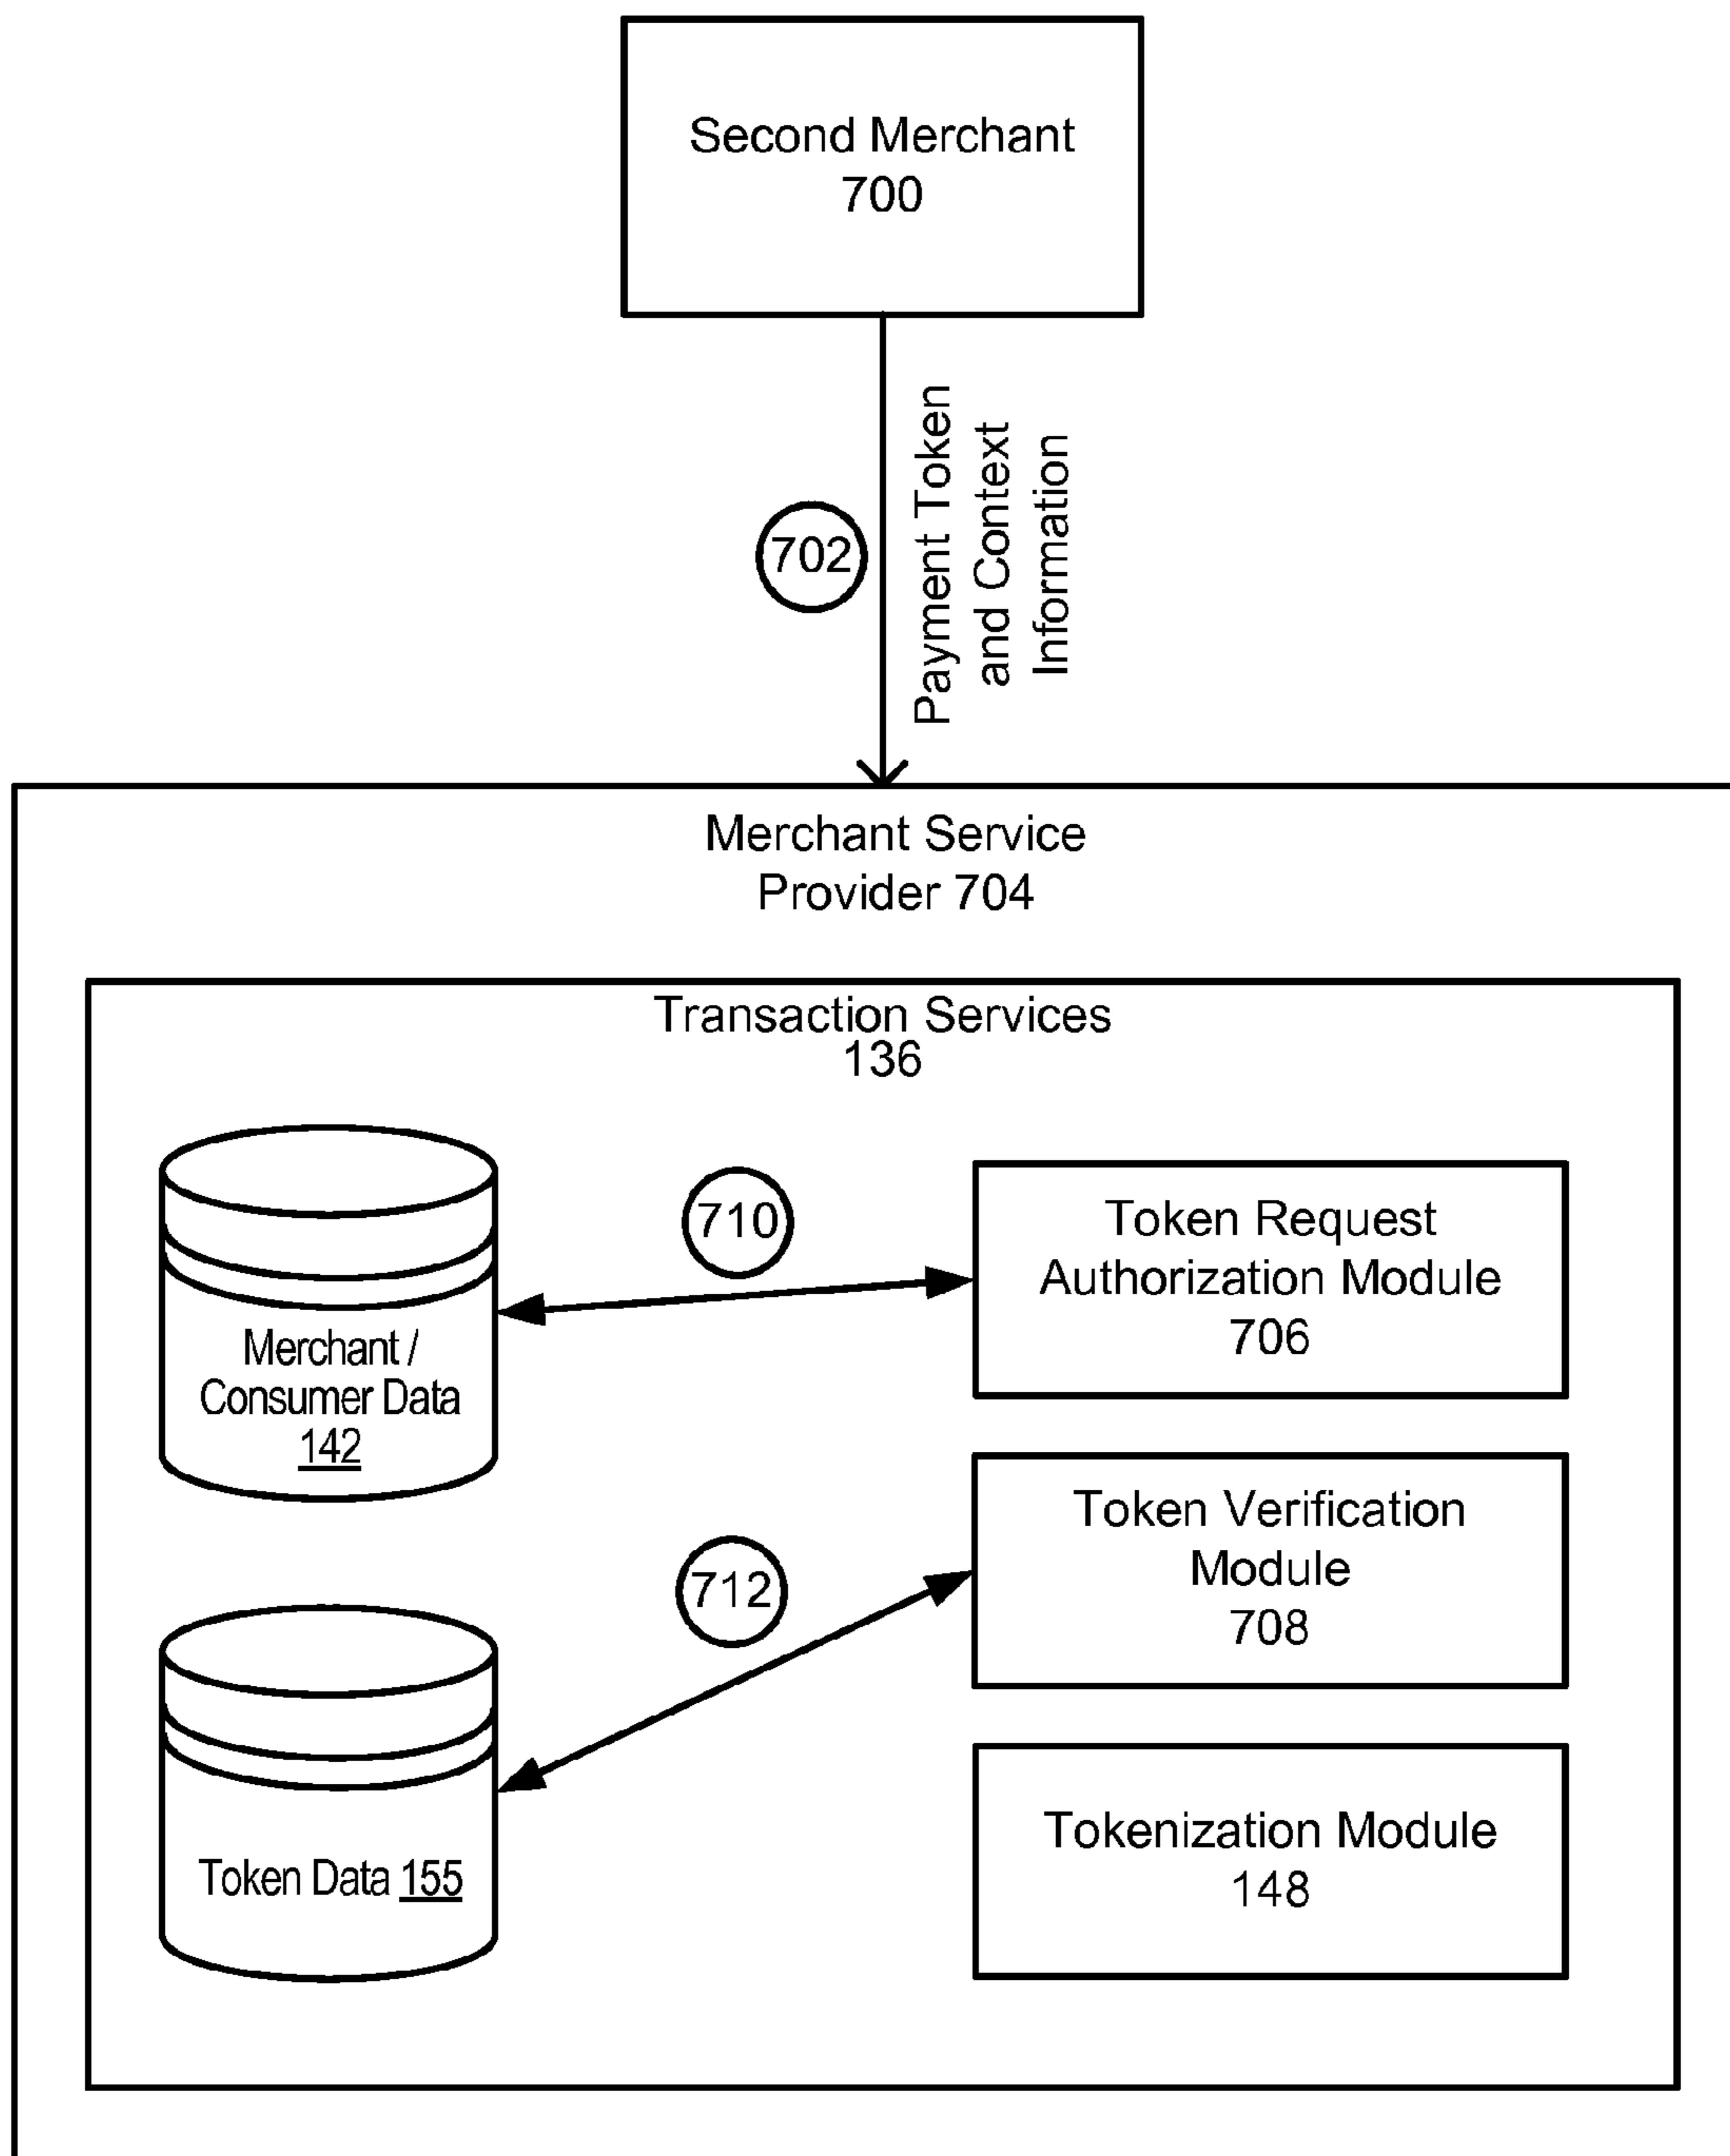 Second Merchant
700
702
Payment Token
and Context
Information
Merchant Service
Provider 704
Transaction Services
136
Merchant /
Consumer Data
142
710
Token Request
Authorization Module
706
712
Token Verification
Module
708
Token Data 155
Tokenization Module
148